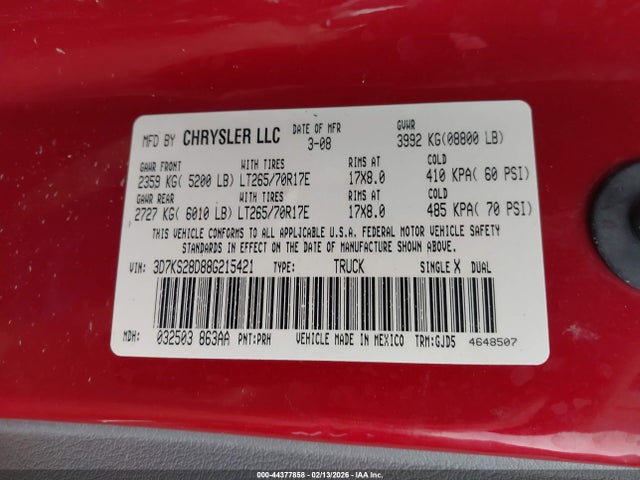 MFD BY CHRYSLER LLC DATE OF MFR 3-08 GVWR 3992 KG(08800 LB)
GAWR FRONT WITH TIRES RIMS AT COLD
2359 KG( 5200 LB) LT265/70R17E 17X8.0 410 KPA( 60 PSI)
GAWR REAR WITH TIRES RIMS AT COLD
2727 KG( 6010 LB) LT265/70R17E 17X8.0 485 KPA( 70 PSI)
THIS VEHICLE CONFORMS TO ALL APPLICABLE U.S.A. FEDERAL MOTOR VEHICLE SAFETY
STANDARDS IN EFFECT ON THE DATE OF MANUFACTURE SHOWN ABOVE.
VIN: 3D7KS28D88G215421 TYPE: TRUCK SINGLE X DUAL
MDH: 032503 863AA PNT:PRH VEHICLE MADE IN MEXICO TRM:GJD5 4648507
000-44377858 - 02/13/2026 - IAA Inc.